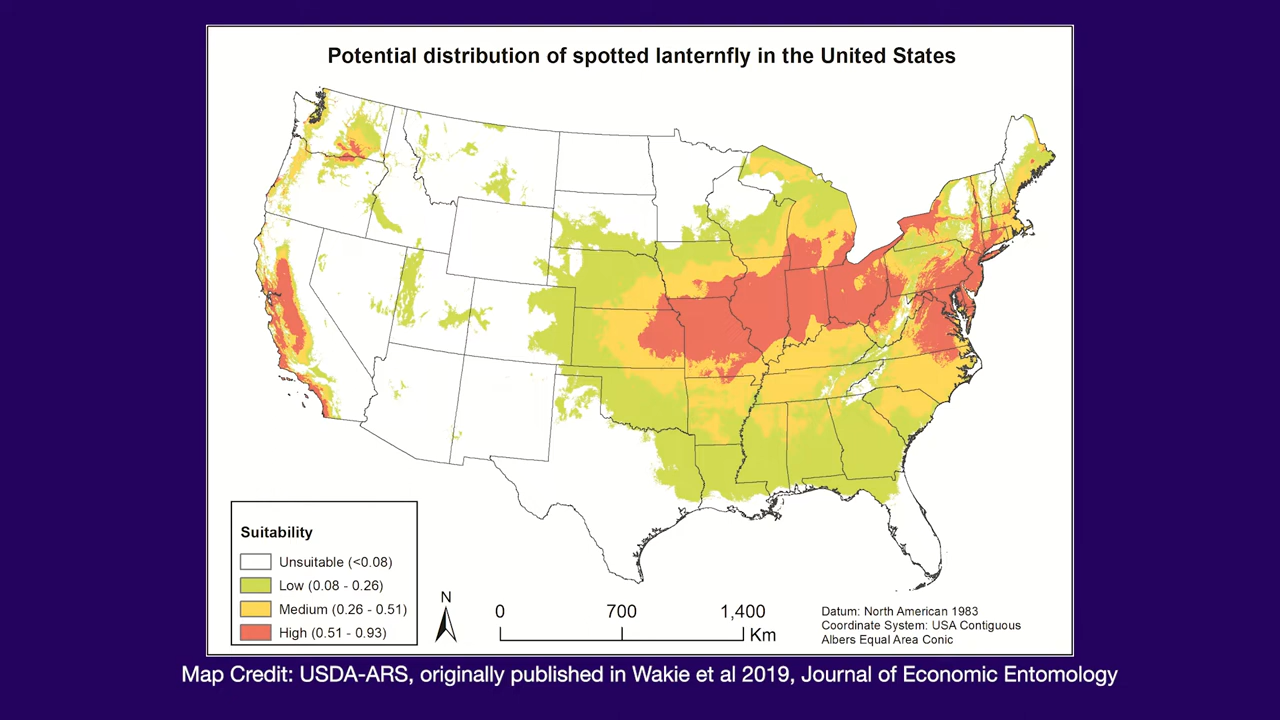 Potential distribution of spotted lanternfly in the United States
Suitability
Unsuitable (<0.08)
Low (0.08 - 0.26)
Medium (0.26 - 0.51)
High (0.51 - 0.93)
N
0 700 1,400
Km
Datum: North American 1983
Coordinate System: USA Contiguous
Albers Equal Area Conic
Map Credit: USDA-ARS, originally published in Wakie et al 2019, Journal of Economic Entomology